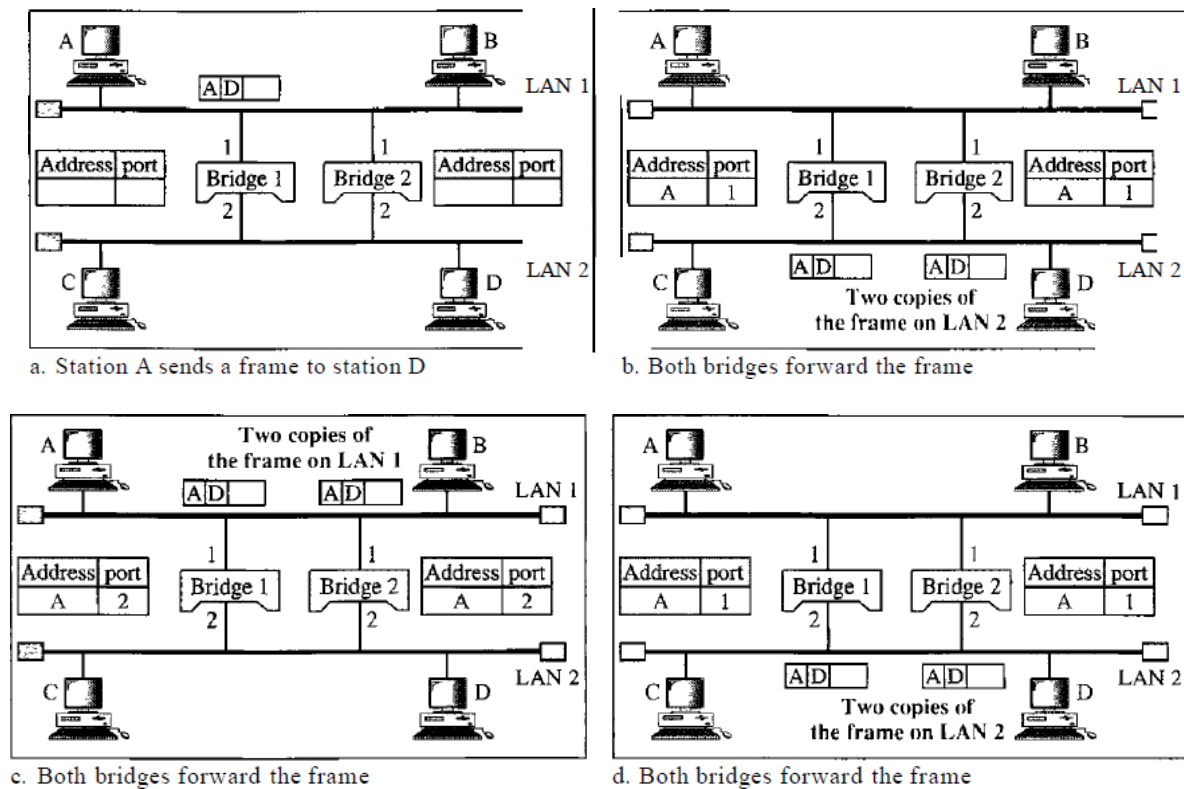 A B
A D
LAN 1
1 1
Address port Bridge 1 Bridge 2 Address port
2 2
LAN 2
C D
a. Station A sends a frame to station D
A B
LAN 1
1 1
Address port Bridge 1 Bridge 2 Address port
A 1 A 1
2 2
LAN 2
C A D A D D
Two copies of
the frame on LAN 2
b. Both bridges forward the frame
Two copies of
A the frame on LAN 1 B
A D A D
LAN 1
1 1
Address port Bridge 1 Bridge 2 Address port
A 2 A 2
2 2
LAN 2
C D
c. Both bridges forward the frame
A B
LAN 1
1 1
Address port Bridge 1 Bridge 2 Address port
A 1 A 1
2 2
LAN 2
C A D A D D
Two copies of
the frame on LAN 2
d. Both bridges forward the frame